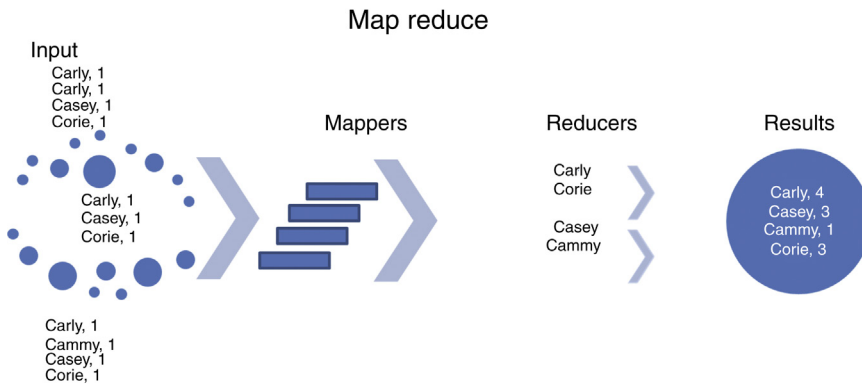 Map reduce
Input
Carly, 1
Carly, 1
Casey, 1
Corie, 1
Carly, 1
Casey, 1
Corie, 1
Carly, 1
Cammy, 1
Casey, 1
Corie, 1
Mappers
Reducers
Carly
Corie
Casey
Cammy
Results
Carly, 4
Casey, 3
Cammy, 1
Corie, 3